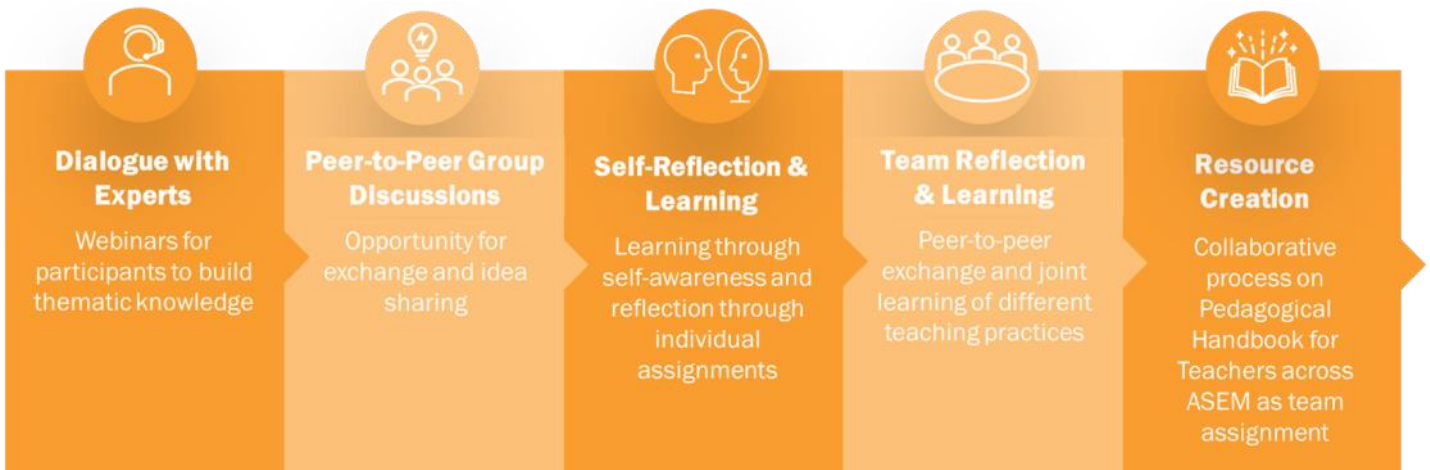 Dialogue with
Experts
Webinars for
participants to build
thematic knowledge
Peer-to-Peer Group
Discussions
Opportunity for
exchange and idea
sharing
Self-Reflection &
Learning
Learning through
self-awareness and
reflection through
individual
assignments
Team Reflection
& Learning
Peer-to-peer
exchange and joint
learning of different
teaching practices
Resource
Creation
Collaborative
process on
Pedagogical
Handbook for
Teachers across
ASEM as team
assignment